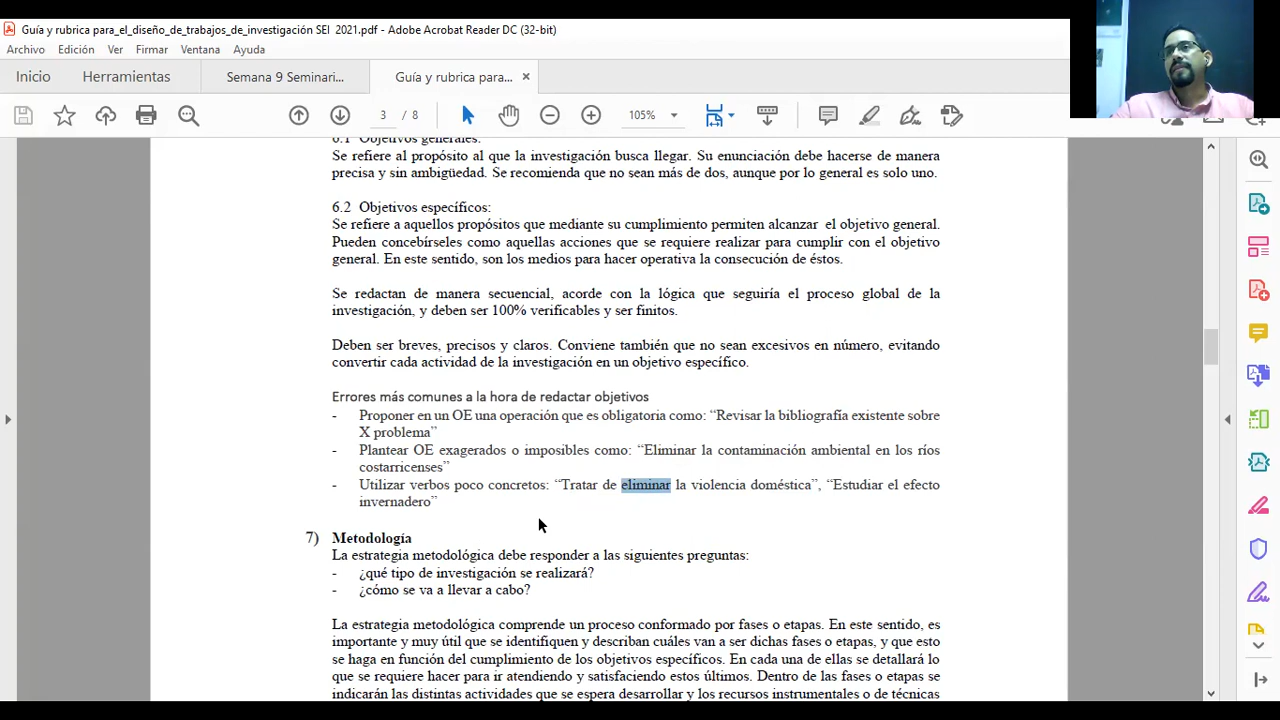 Guía y rubrica para_el_diseño_de_trabajos_de_investigación SEI 2021.pdf - Adobe Acrobat Reader DC (32-bit)
Archivo Edición Ver Firmar Ventana Ayuda
Inicio Herramientas Semana 9 Seminari... Guía y rubrica para... ×
3 / 8 105%
6.1 Objetivos generales:
Se refiere al propósito al que la investigación busca llegar. Su enunciación debe hacerse de manera
precisa y sin ambigüedad. Se recomienda que no sean más de dos, aunque por lo general es solo uno.
6.2 Objetivos específicos:
Se refiere a aquellos propósitos que mediante su cumplimiento permiten alcanzar el objetivo general.
Pueden concebírseles como aquellas acciones que se requiere realizar para cumplir con el objetivo
general. En este sentido, son los medios para hacer operativa la consecución de éstos.
Se redactan de manera secuencial, acorde con la lógica que seguiría el proceso global de la
investigación, y deben ser 100% verificables y ser finitos.
Deben ser breves, precisos y claros. Conviene también que no sean excesivos en número, evitando
convertir cada actividad de la investigación en un objetivo específico.
Errores más comunes a la hora de redactar objetivos
- Proponer en un OE una operación que es obligatoria como: “Revisar la bibliografía existente sobre
X problema”
- Plantear OE exagerados o imposibles como: “Eliminar la contaminación ambiental en los ríos
costarricenses”
- Utilizar verbos poco concretos: “Tratar de eliminar la violencia doméstica”, “Estudiar el efecto
invernadero”
7) Metodología
La estrategia metodológica debe responder a las siguientes preguntas:
- ¿qué tipo de investigación se realizará?
- ¿cómo se va a llevar a cabo?
La estrategia metodológica comprende un proceso conformado por fases o etapas. En este sentido, es
importante y muy útil que se identifiquen y describan cuáles van a ser dichas fases o etapas, y que esto
se haga en función del cumplimiento de los objetivos específicos. En cada una de ellas se detallará lo
que se requiere hacer para ir atendiendo y satisfaciendo estos últimos. Dentro de las fases o etapas se
indicarán las distintas actividades que se espera desarrollar y los recursos instrumentales o de técnicas